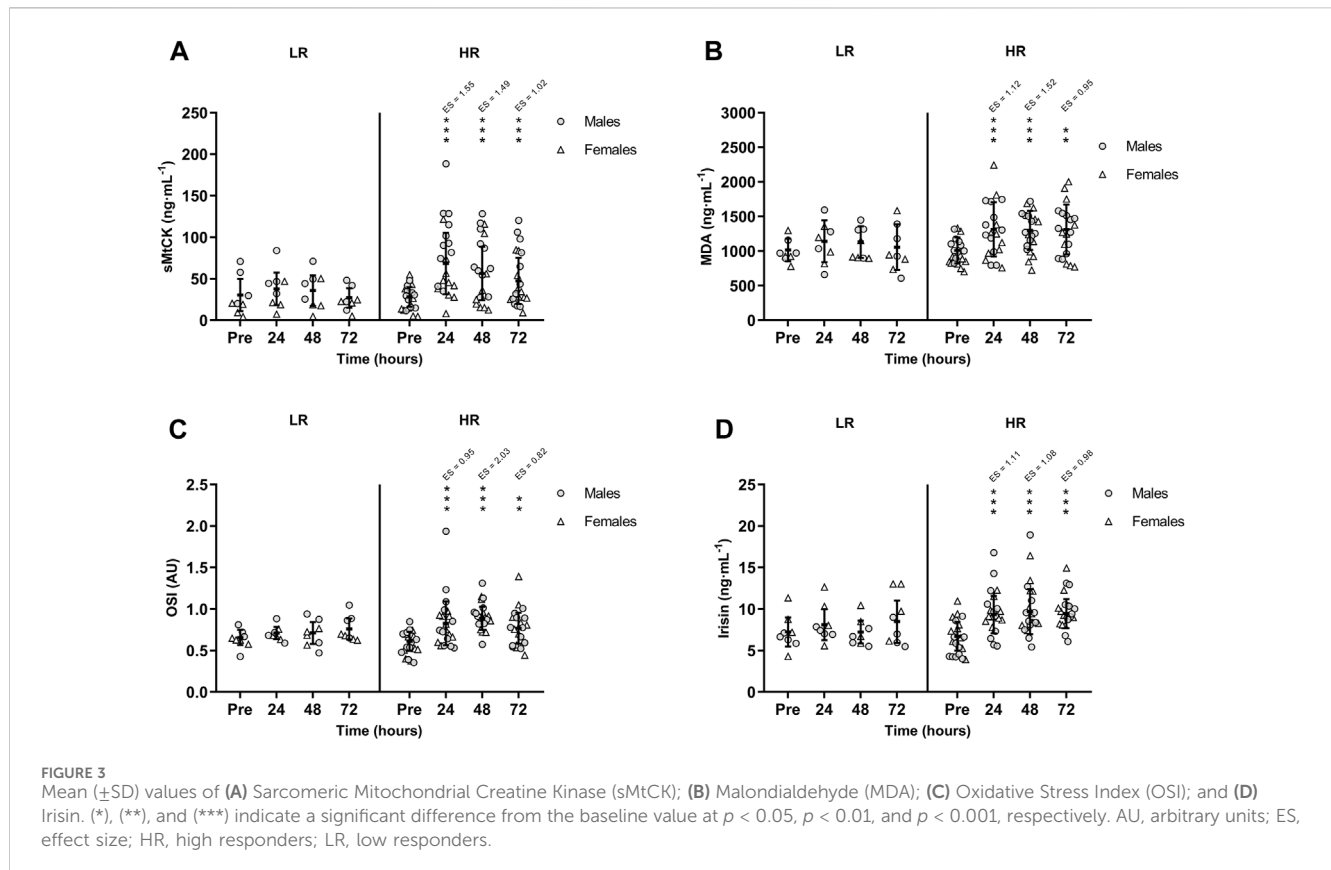 A
LR
HR
ES = 1.55
ES = 1.49
ES = 1.02
***
***
***
250
200
150
100
50
0
sMtCK (ng·mL⁻¹)
Males
Females
Pre 24 48 72 Pre 24 48 72
Time (hours) Time (hours)
B
LR
HR
ES = 1.12
ES = 1.52
ES = 0.95
***
***
**
3000
2500
2000
1500
1000
500
0
MDA (ng·mL⁻¹)
Males
Females
Pre 24 48 72 Pre 24 48 72
Time (hours) Time (hours)
C
LR
HR
ES = 0.95
ES = 2.03
ES = 0.82
***
***
**
2.5
2.0
1.5
1.0
0.5
0.0
OSI (AU)
Males
Females
Pre 24 48 72 Pre 24 48 72
Time (hours) Time (hours)
D
LR
HR
ES = 1.11
ES = 1.08
ES = 0.98
***
***
***
25
20
15
10
5
0
Irisin (ng·mL⁻¹)
Males
Females
Pre 24 48 72 Pre 24 48 72
Time (hours) Time (hours)
FIGURE 3
Mean (±SD) values of (A) Sarcomeric Mitochondrial Creatine Kinase (sMtCK); (B) Malondialdehyde (MDA); (C) Oxidative Stress Index (OSI); and (D)
Irisin. (*), (**), and (***) indicate a significant difference from the baseline value at p < 0.05, p < 0.01, and p < 0.001, respectively. AU, arbitrary units; ES,
effect size; HR, high responders; LR, low responders.